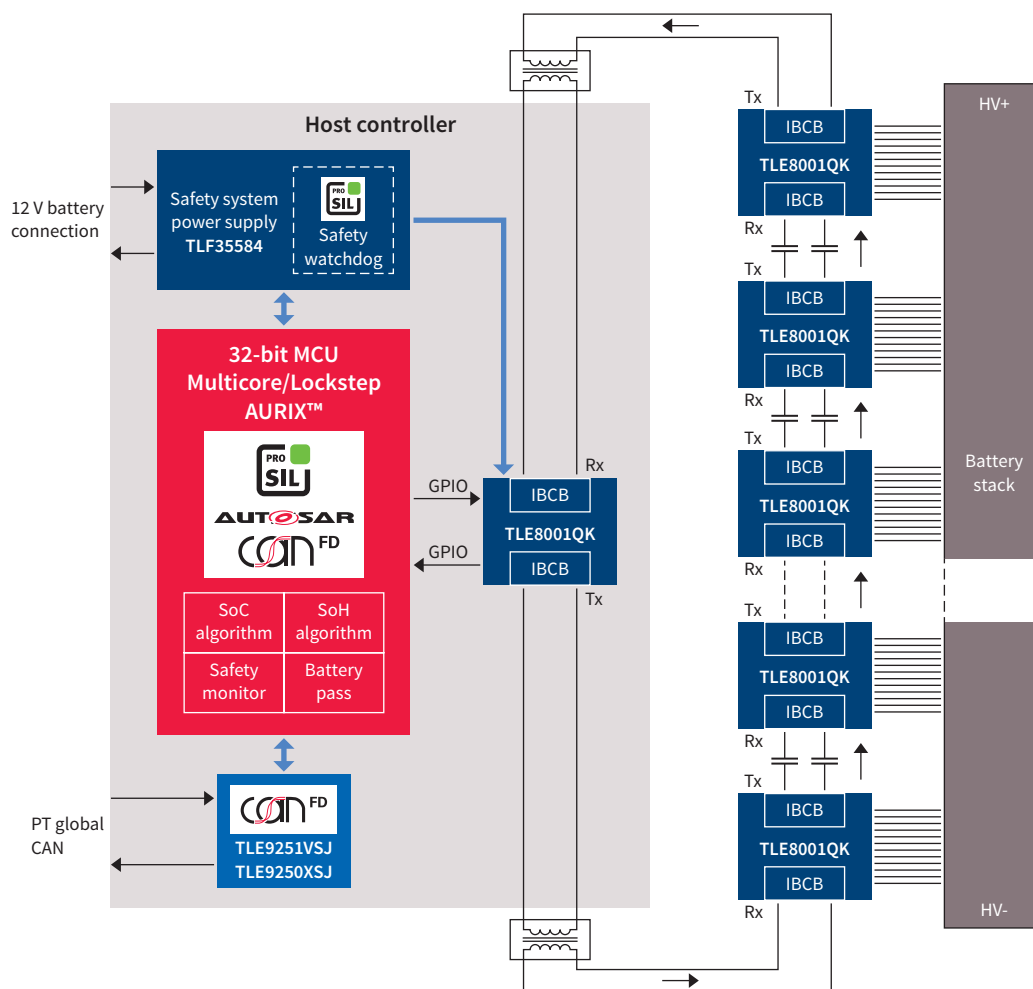 Host controller
12 V battery
connection
Safety system
power supply
TLF35584
PRO
SIL
Safety
watchdog
32-bit MCU
Multicore/Lockstep
AURIX™
PRO
SIL
AUTOSAR
CAN FD
SoC
algorithm
SoH
algorithm
Safety
monitor
Battery
pass
GPIO
GPIO
Rx
IBCB
TLE8001QK
IBCB
Tx
PT global
CAN
CAN FD
TLE9251VSJ
TLE9250XSJ
Tx
IBCB
TLE8001QK
IBCB
Rx
Tx
IBCB
TLE8001QK
IBCB
Rx
Tx
IBCB
TLE8001QK
IBCB
Rx
Tx
IBCB
TLE8001QK
IBCB
Rx
Tx
IBCB
TLE8001QK
IBCB
Rx
HV+
Battery
stack
HV-